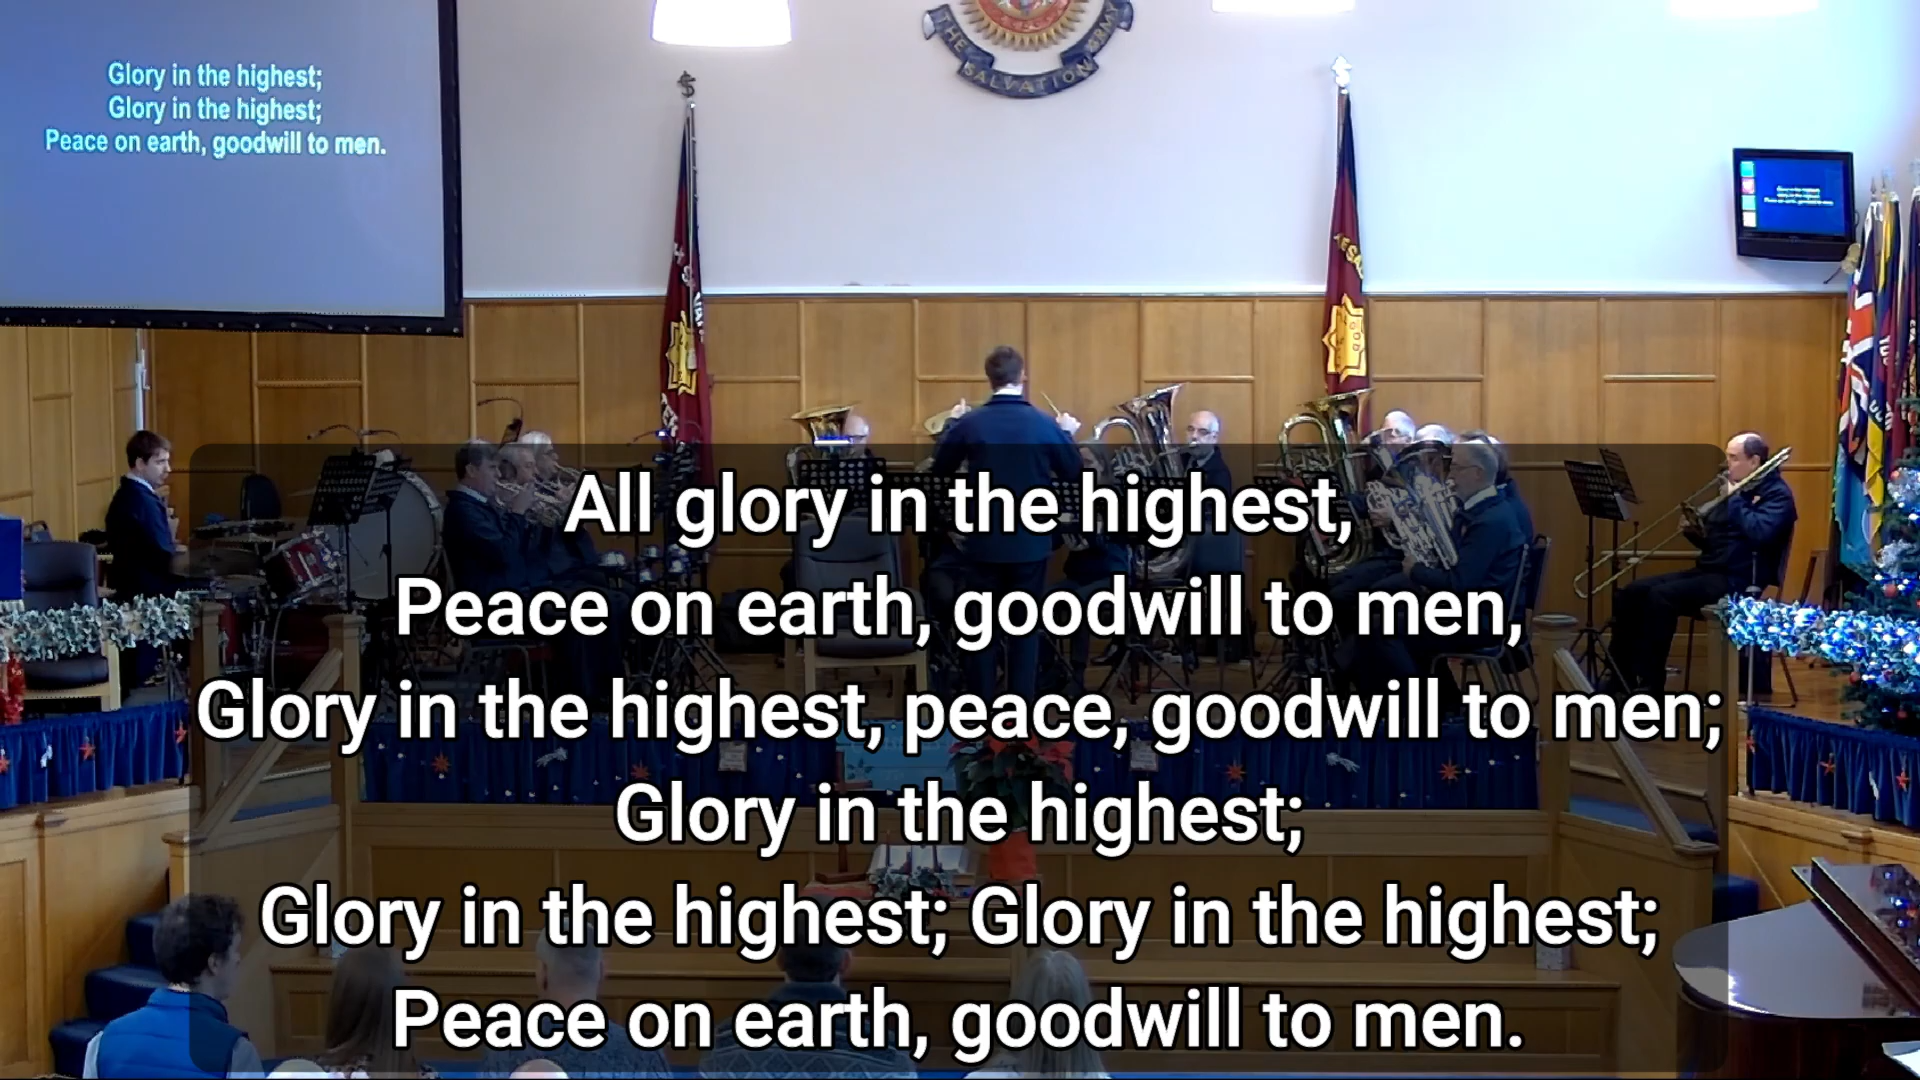 Glory in the highest;
Glory in the highest;
Peace on earth, goodwill to men.
THE SALVATION ARMY
All glory in the highest,
Peace on earth, goodwill to men,
Glory in the highest, peace, goodwill to men;
Glory in the highest;
Glory in the highest; Glory in the highest;
Peace on earth, goodwill to men.